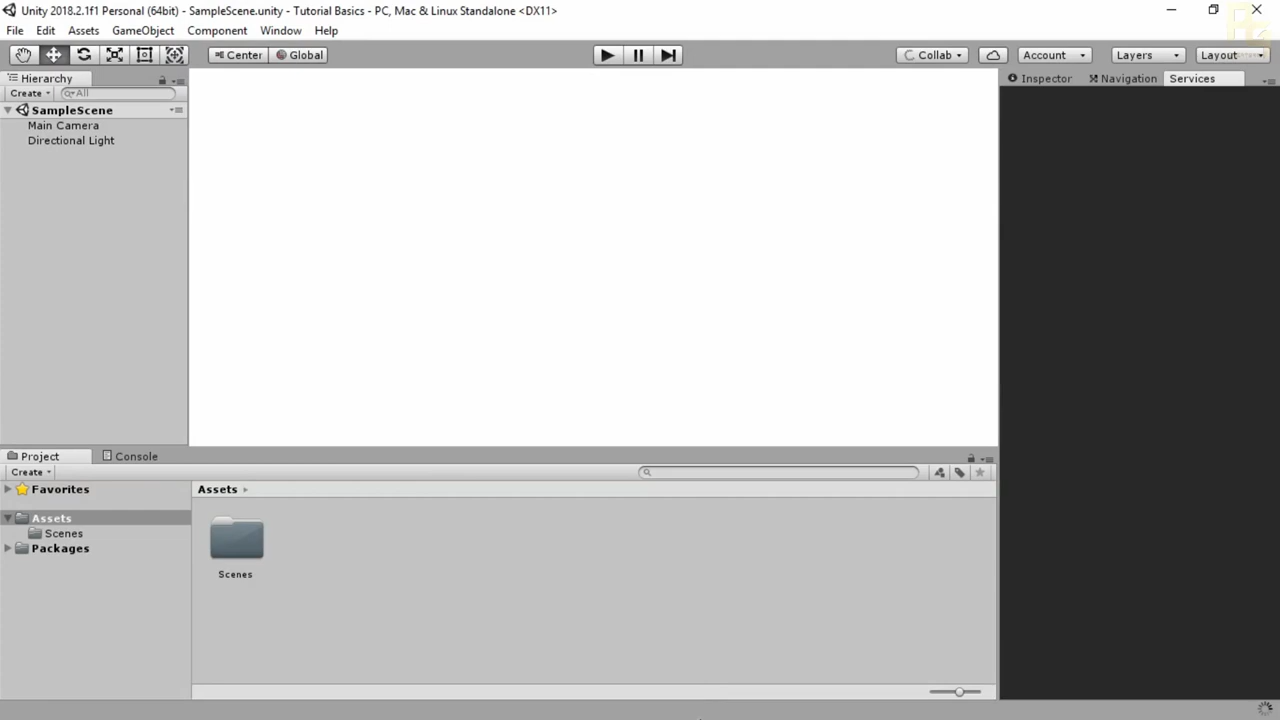 Unity 2018.2.1f1 Personal (64bit) - SampleScene.unity - Tutorial Basics - PC, Mac & Linux Standalone <DX11>
File Edit Assets GameObject Component Window Help
Center Global Collab Account Layers Layout
Hierarchy
Inspector Navigation Services
Create All
SampleScene
Main Camera
Directional Light
Project Console
Create
Favorites
Assets
Assets
Scenes
Packages
Scenes